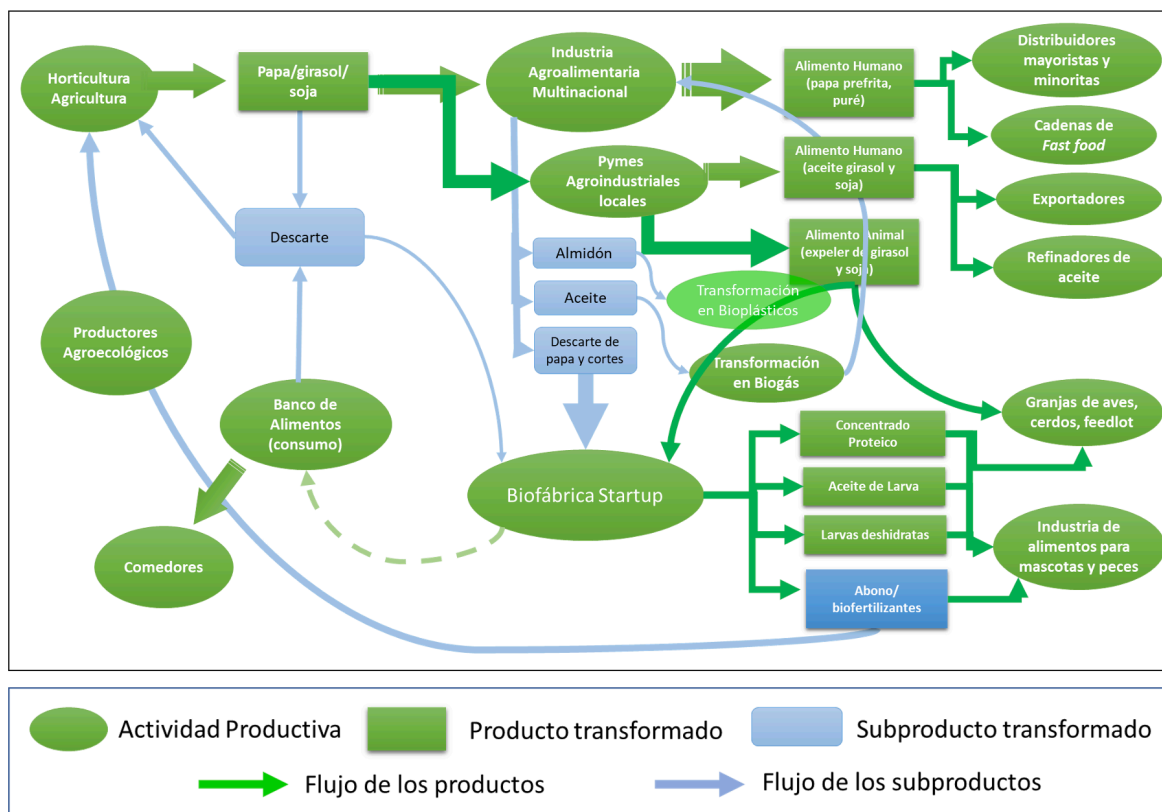 Horticultura
Agricultura
Papa/girasol/
soja
Industria
Agroalimentaria
Multinacional
Alimento Humano
(papa prefrita,
puré)
Distribuidores
mayoristas y
minoritas
Cadenas de
Fast food
Pymes
Agroindustriales
locales
Alimento Humano
(aceite girasol y
soja)
Exportadores
Descarte
Almidón
Alimento Animal
(expeler de girasol
y soja)
Refinadores de
aceite
Aceite
Transformación
en Bioplásticos
Productores
Agroecológicos
Descarte de
papa y cortes
Transformación
en Biogás
Banco de
Alimentos
(consumo)
Granjas de aves,
cerdos, feedlot
Concentrado
Proteico
Biofábrica Startup
Aceite de Larva
Larvas deshidratas
Industria de
alimentos para
mascotas y peces
Comedores
Abono/
biofertilizantes
Actividad Productiva
Producto transformado
Subproducto transformado
Flujo de los productos
Flujo de los subproductos